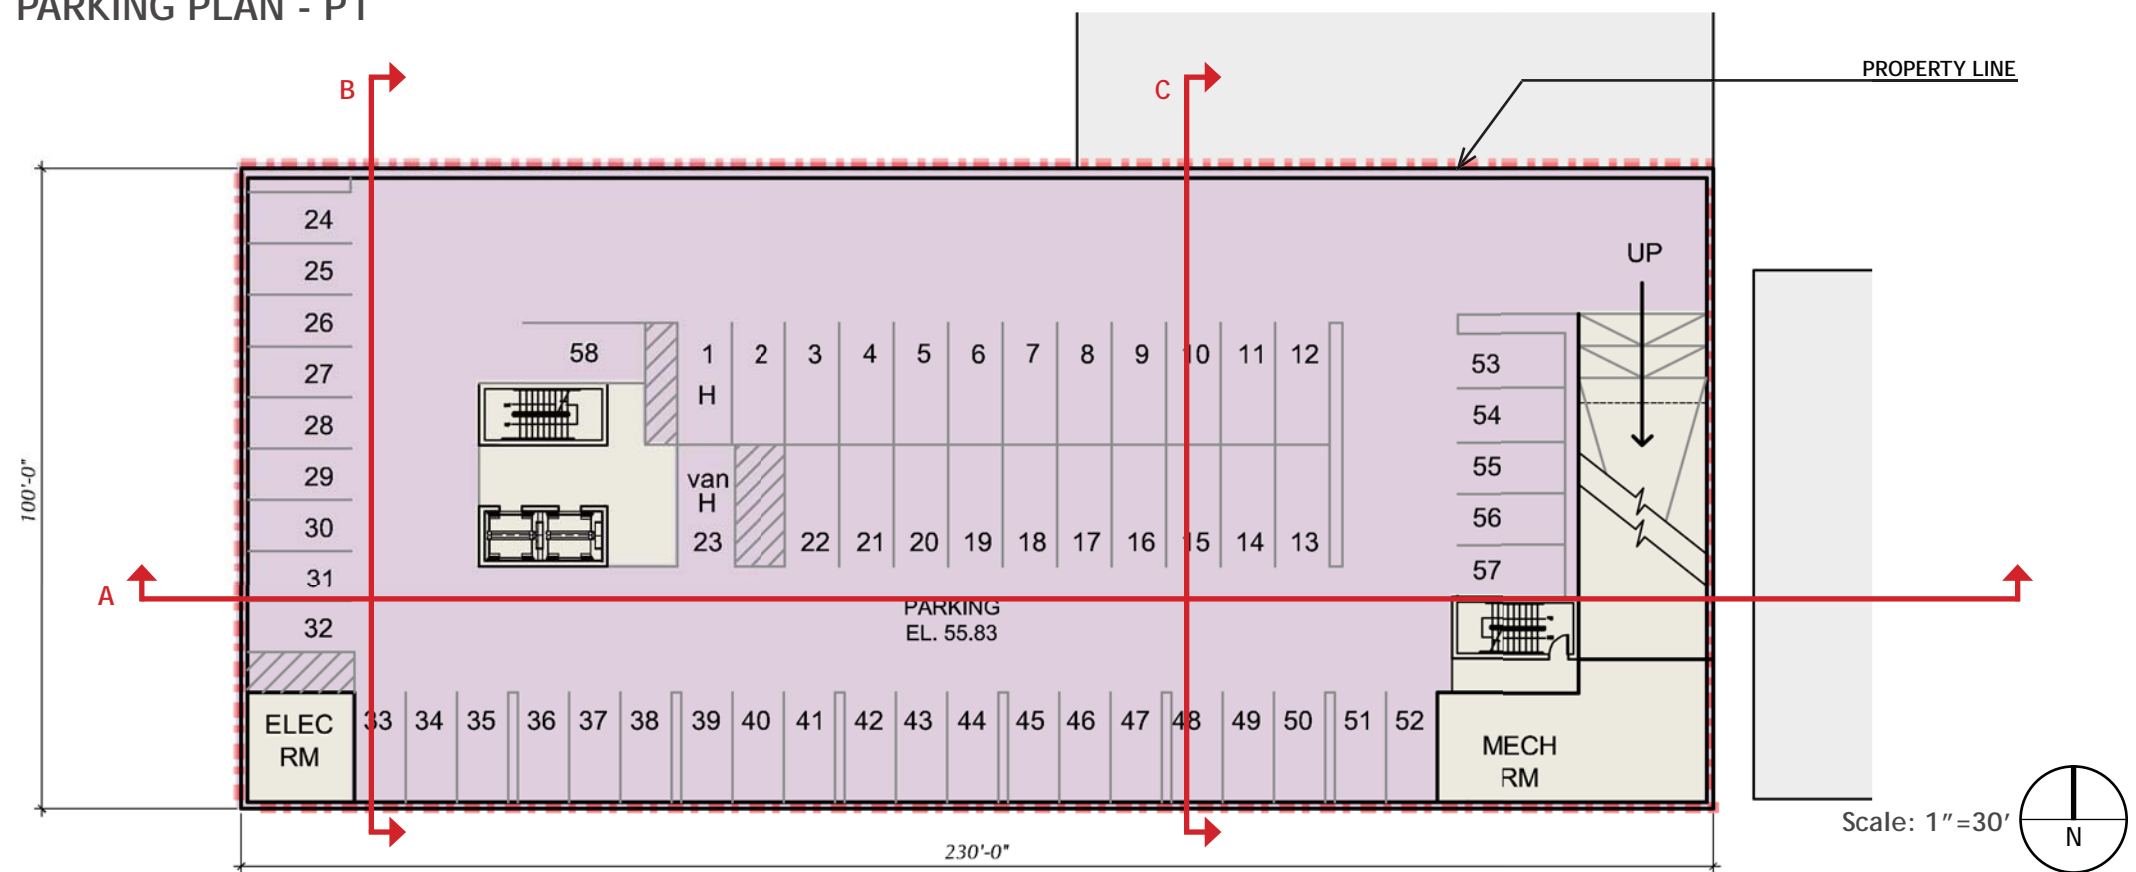 PARKING PLAN - P1
B
C
PROPERTY LINE
24
25
26
27
28
29
30
31
32
UP
58
1 2 3 4 5 6 7 8 9 10 11 12
H
53
54
55
56
57
van
H
23 22 21 20 19 18 17 16 15 14 13
100'-0"
A
PARKING
EL. 55.83
ELEC
RM
33 34 35 36 37 38 39 40 41 42 43 44 45 46 47 48 49 50 51 52
MECH
RM
Scale: 1"=30'
N
230'-0"